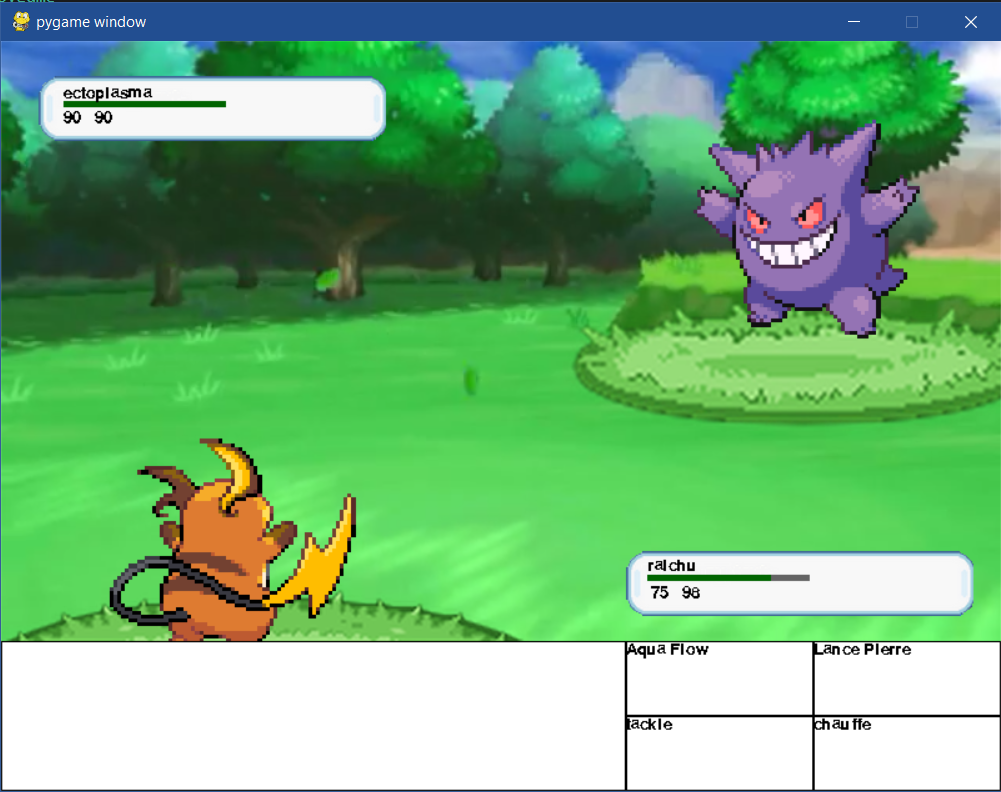 pygame window
ectoplasma
90 90
raichu
75 98
Aqua Flow
Lance Pierre
tackle
chauffe